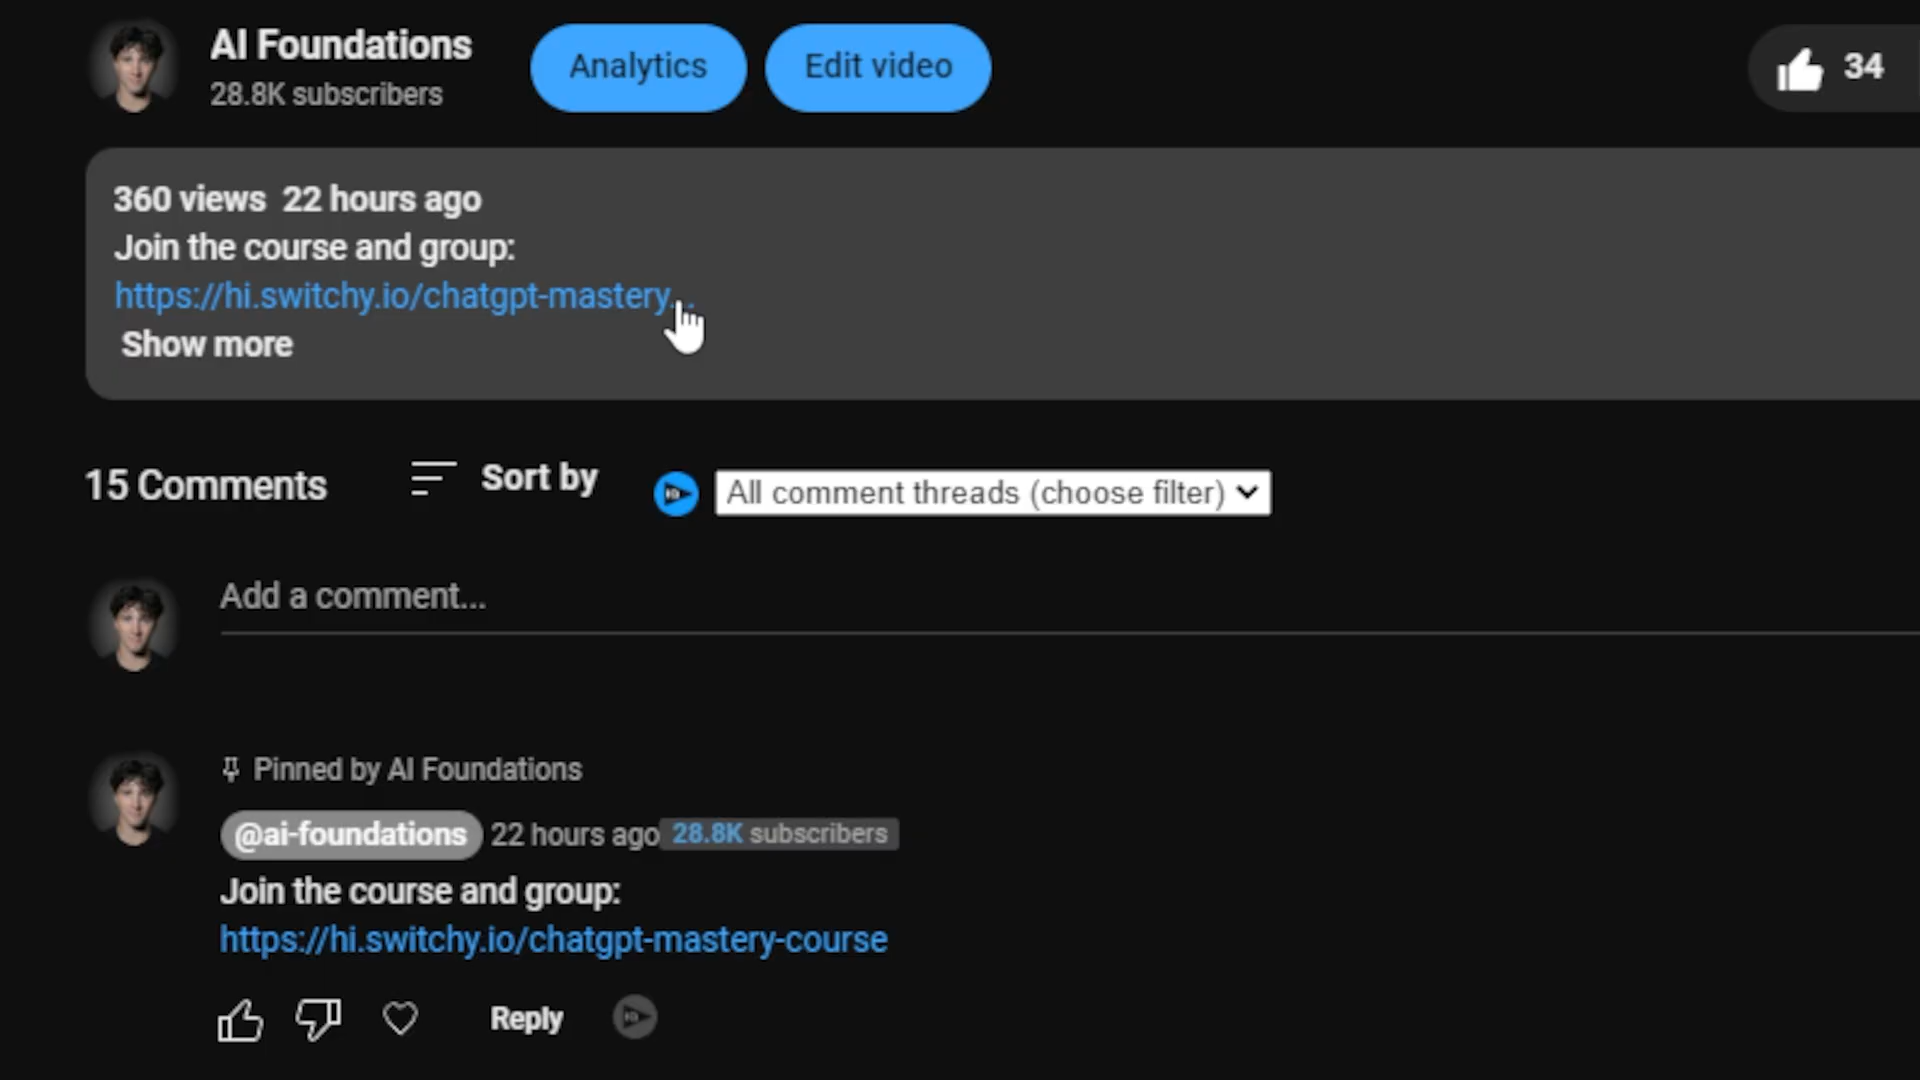 AI Foundations
28.8K subscribers
Analytics
Edit video
34
360 views 22 hours ago
Join the course and group:
https://hi.switchy.io/chatgpt-mastery...
Show more
15 Comments
Sort by
All comment threads (choose filter)
Add a comment...
Pinned by AI Foundations
@ai-foundations 22 hours ago 28.8K subscribers
Join the course and group:
https://hi.switchy.io/chatgpt-mastery-course
Reply